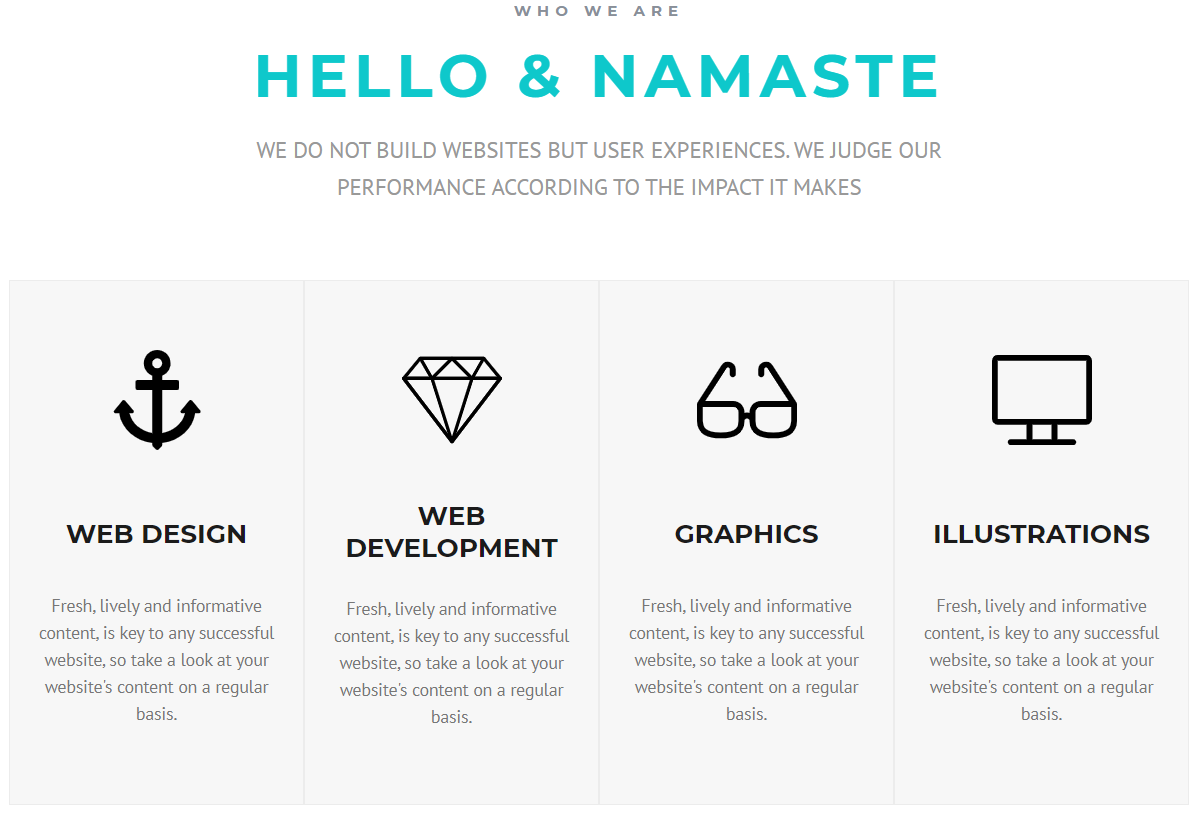 WHO WE ARE
HELLO & NAMASTE
WE DO NOT BUILD WEBSITES BUT USER EXPERIENCES. WE JUDGE OUR
PERFORMANCE ACCORDING TO THE IMPACT IT MAKES
WEB DESIGN
Fresh, lively and informative
content, is key to any successful
website, so take a look at your
website's content on a regular
basis.
WEB
DEVELOPMENT
Fresh, lively and informative
content, is key to any successful
website, so take a look at your
website's content on a regular
basis.
GRAPHICS
Fresh, lively and informative
content, is key to any successful
website, so take a look at your
website's content on a regular
basis.
ILLUSTRATIONS
Fresh, lively and informative
content, is key to any successful
website, so take a look at your
website's content on a regular
basis.